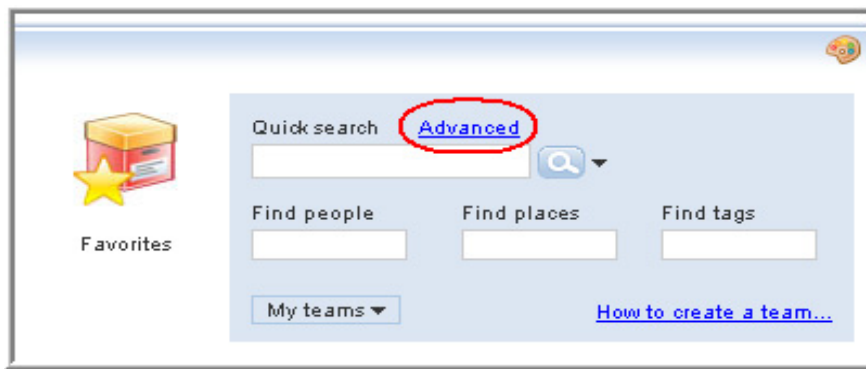 Quick search Advanced
Find people Find places Find tags
Favorites
My teams How to create a team...